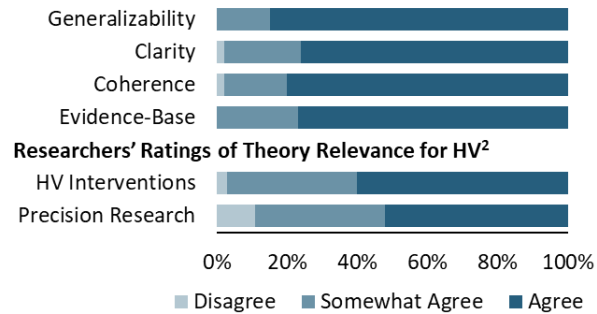 Generalizability
Clarity
Coherence
Evidence-Base
Researchers' Ratings of Theory Relevance for HV²
HV Interventions
Precision Research
0% 20% 40% 60% 80% 100%
Disagree Somewhat Agree Agree